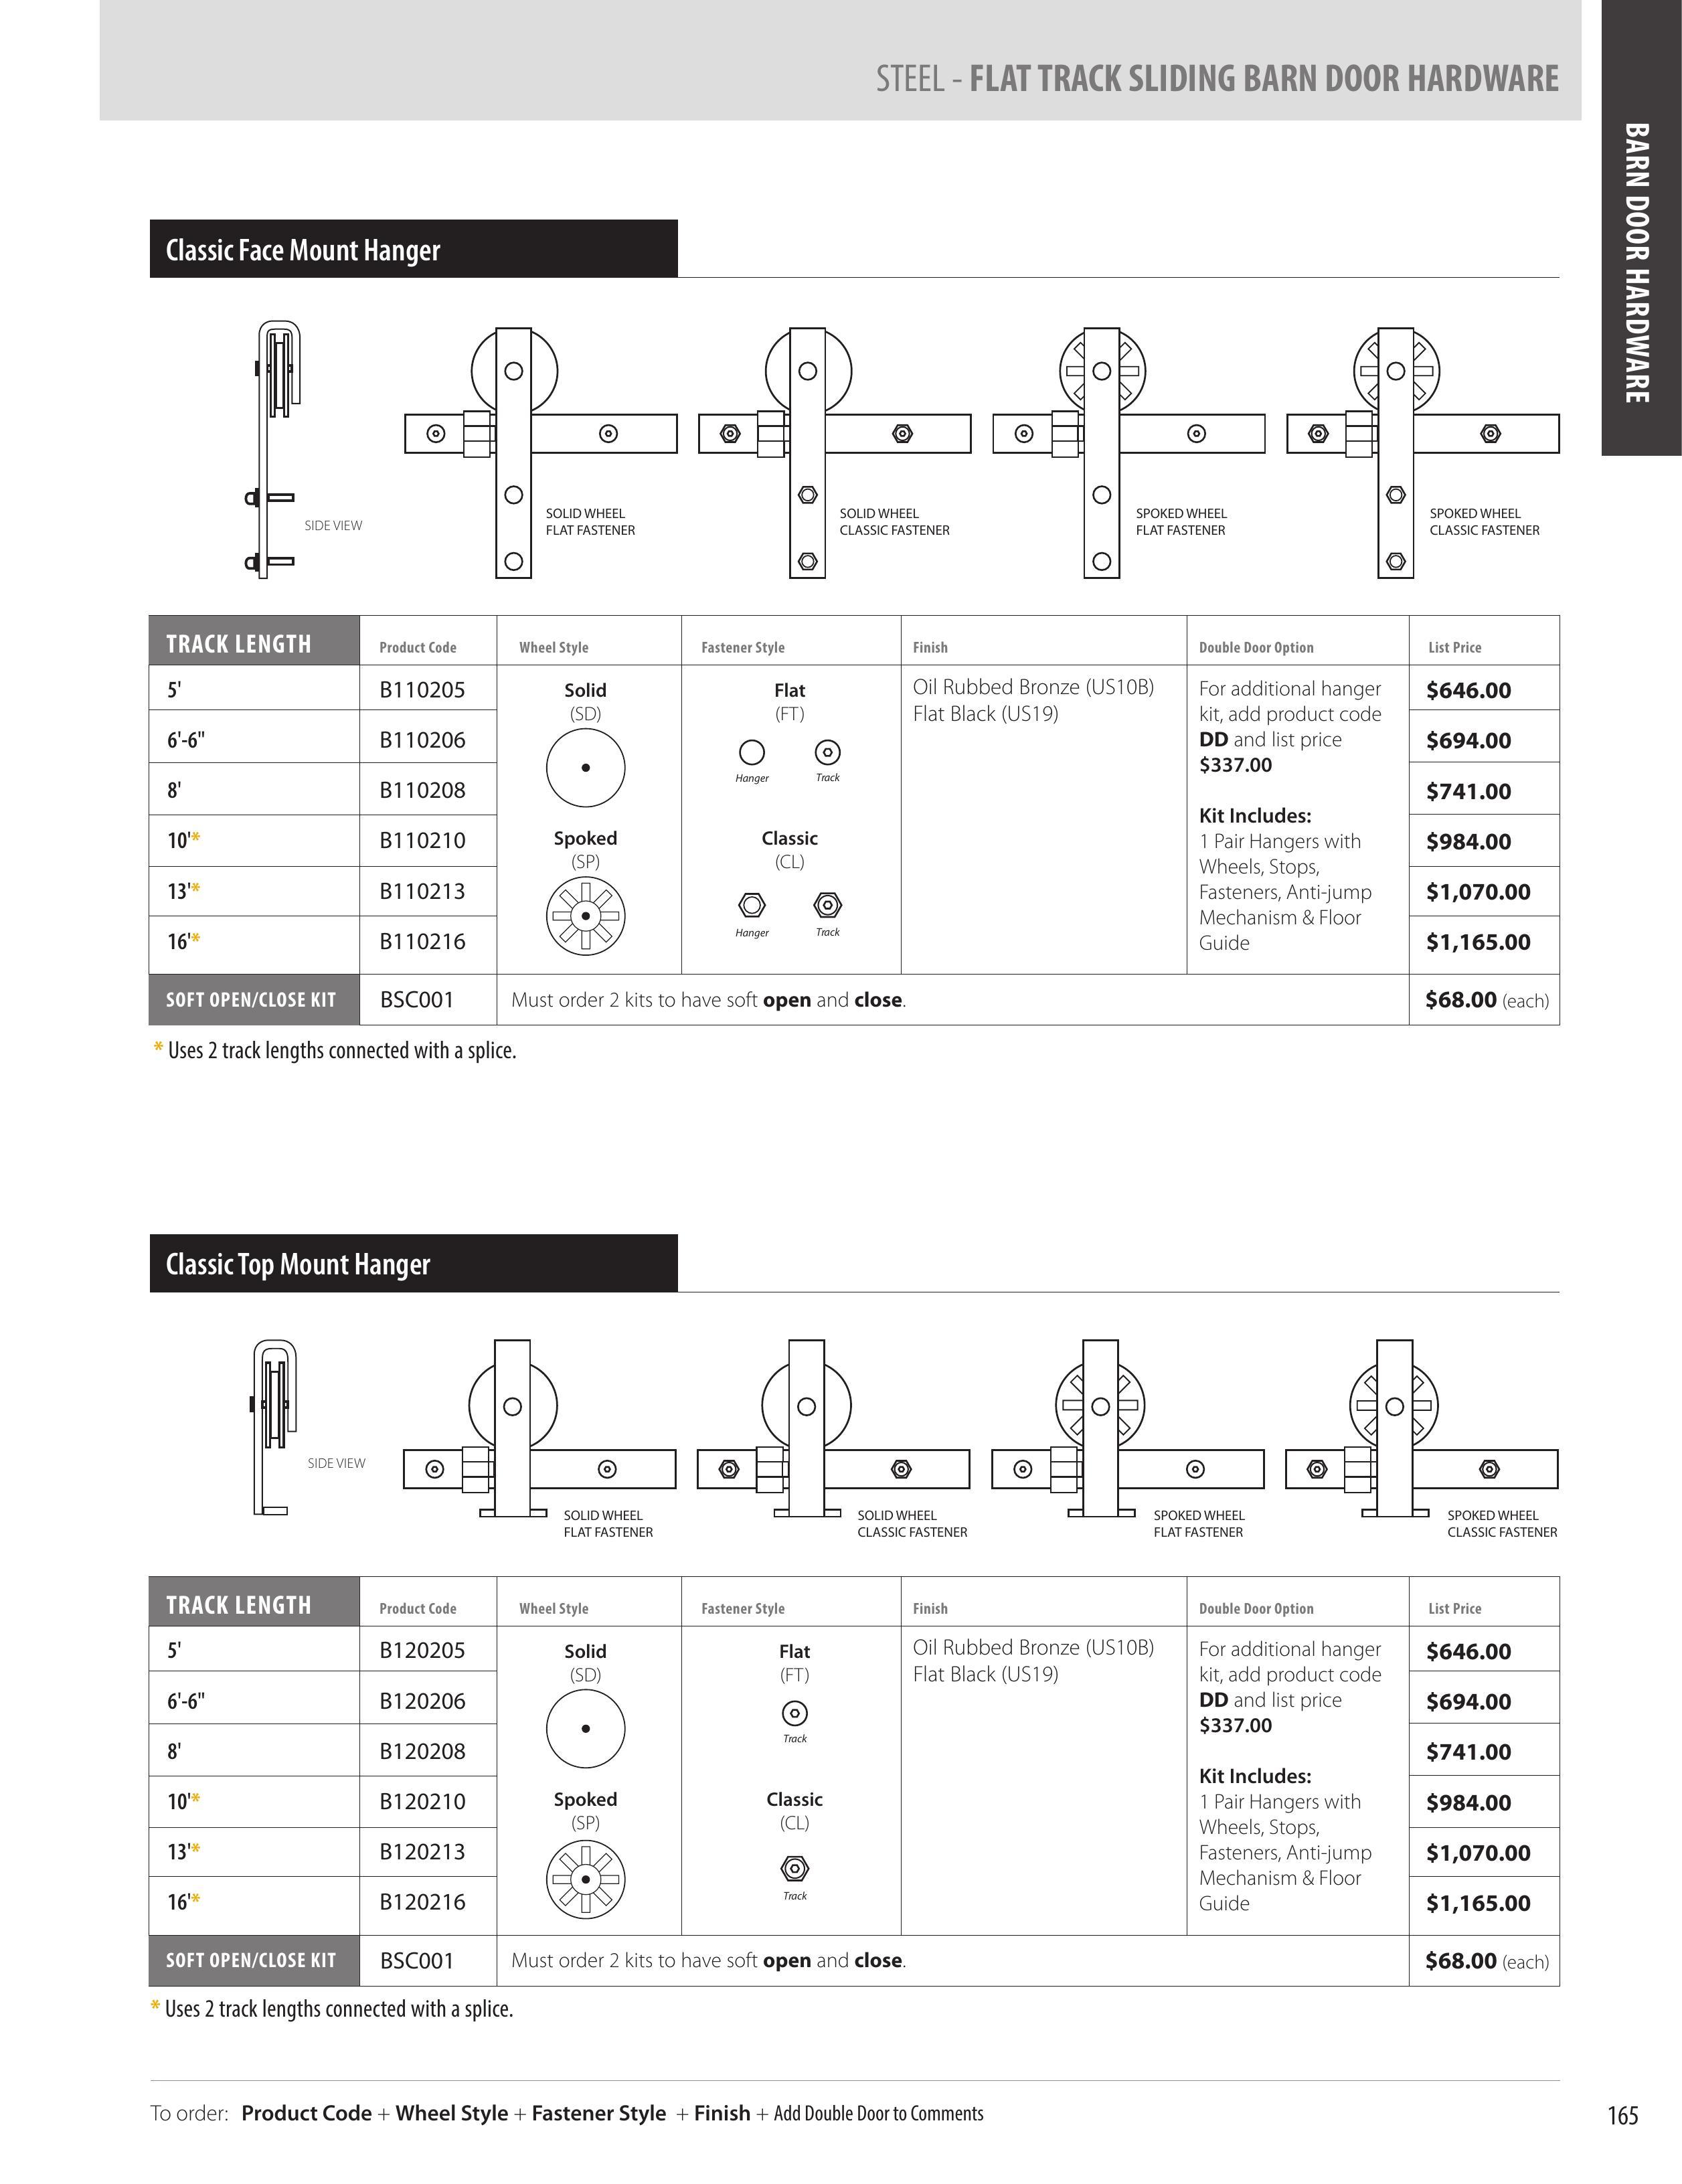 STEEL - FLAT TRACK SLIDING BARN DOOR HARDWARE
BARN DOOR HARDWARE
Classic Face Mount Hanger
SIDE VIEW
SOLID WHEEL
FLAT FASTENER
SOLID WHEEL
CLASSIC FASTENER
SPOKED WHEEL
FLAT FASTENER
SPOKED WHEEL
CLASSIC FASTENER
TRACK LENGTH Product Code Wheel Style Fastener Style Finish Double Door Option List Price
5' B110205 $646.00
6'-6" B110206 $694.00
8' B110208 $741.00
10'* B110210 $984.00
13'* B110213 $1,070.00
16'* B110216 $1,165.00
Solid
(SD)
Spoked
(SP)
Flat
(FT)
Hanger Track
Classic
(CL)
Hanger Track
Oil Rubbed Bronze (US10B)
Flat Black (US19)
For additional hanger
kit, add product code
DD and list price
$337.00
Kit Includes:
1 Pair Hangers with
Wheels, Stops,
Fasteners, Anti-jump
Mechanism & Floor
Guide
SOFT OPEN/CLOSE KIT BSC001 Must order 2 kits to have soft open and close. $68.00 (each)
* Uses 2 track lengths connected with a splice.
Classic Top Mount Hanger
SIDE VIEW
SOLID WHEEL
FLAT FASTENER
SOLID WHEEL
CLASSIC FASTENER
SPOKED WHEEL
FLAT FASTENER
SPOKED WHEEL
CLASSIC FASTENER
TRACK LENGTH Product Code Wheel Style Fastener Style Finish Double Door Option List Price
5' B120205 $646.00
6'-6" B120206 $694.00
8' B120208 $741.00
10'* B120210 $984.00
13'* B120213 $1,070.00
16'* B120216 $1,165.00
Solid
(SD)
Spoked
(SP)
Flat
(FT)
Track
Classic
(CL)
Track
Oil Rubbed Bronze (US10B)
Flat Black (US19)
For additional hanger
kit, add product code
DD and list price
$337.00
Kit Includes:
1 Pair Hangers with
Wheels, Stops,
Fasteners, Anti-jump
Mechanism & Floor
Guide
SOFT OPEN/CLOSE KIT BSC001 Must order 2 kits to have soft open and close. $68.00 (each)
* Uses 2 track lengths connected with a splice.
To order: Product Code + Wheel Style + Fastener Style + Finish + Add Double Door to Comments
165